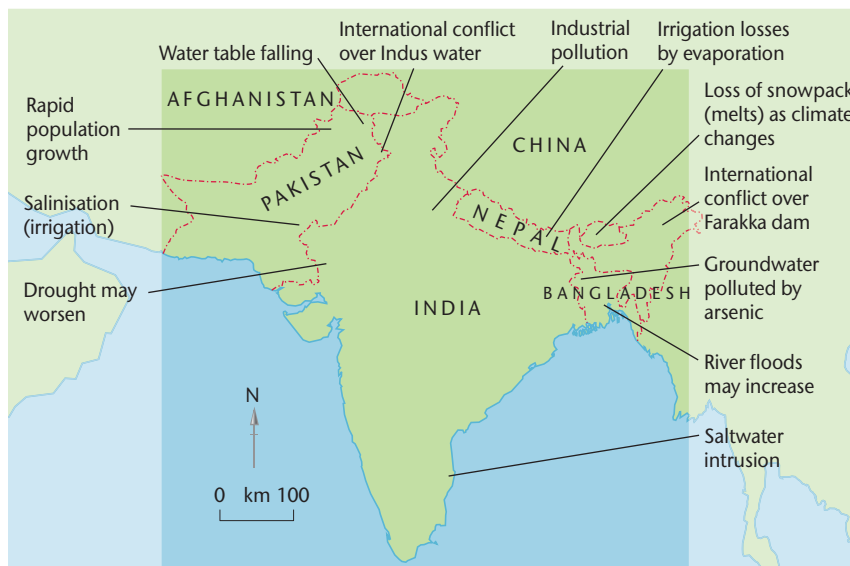 International conflict
over Indus water
Industrial
pollution
Irrigation losses
by evaporation
Water table falling
Loss of snowpack
(melts) as climate
changes
AFGHANISTAN
Rapid
population
growth
CHINA
PAKISTAN
International
conflict over
Farakka dam
Salinisation
(irrigation)
NEPAL
Groundwater
polluted by
arsenic
Drought may
worsen
INDIA
BANGLADESH
River floods
may increase
N
Saltwater
intrusion
0 km 100